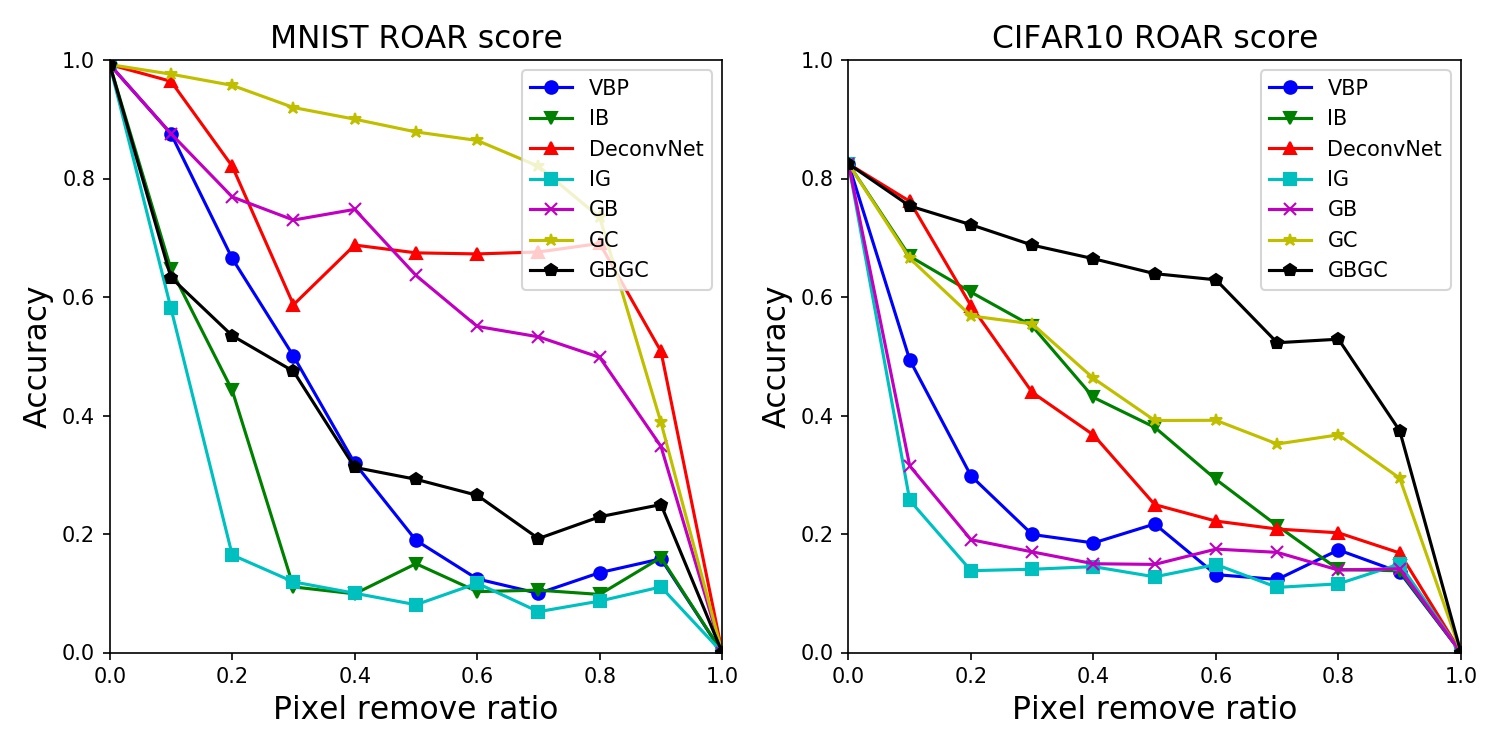 MNIST ROAR score
1.0
0.8
0.6
0.4
0.2
0.0
Accuracy
0.0 0.2 0.4 0.6 0.8 1.0
Pixel remove ratio
VBP
IB
DeconvNet
IG
GB
GC
GBGC
CIFAR10 ROAR score
1.0
0.8
0.6
0.4
0.2
0.0
Accuracy
0.0 0.2 0.4 0.6 0.8 1.0
Pixel remove ratio
VBP
IB
DeconvNet
IG
GB
GC
GBGC